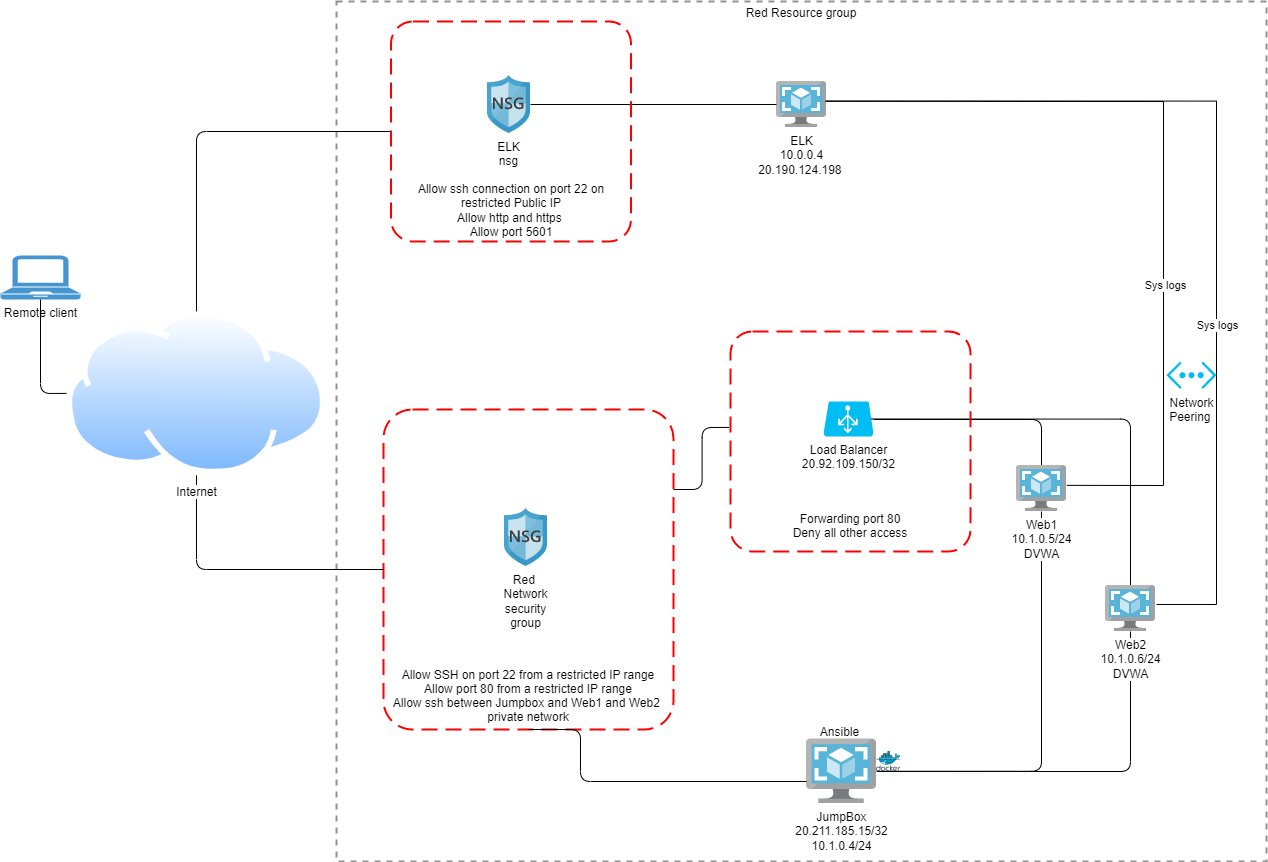 Red Resource group
NSG
ELK
nsg
Allow ssh connection on port 22 on
restricted Public IP
Allow http and https
Allow port 5601
ELK
10.0.0.4
20.190.124.198
Remote client
Internet
Sys logs
Sys logs
Network
Peering
Load Balancer
20.92.109.150/32
Forwarding port 80
Deny all other access
Web1
10.1.0.5/24
DVWA
NSG
Red
Network
security
group
Allow SSH on port 22 from a restricted IP range
Allow port 80 from a restricted IP range
Allow ssh between Jumpbox and Web1 and Web2
private network
Web2
10.1.0.6/24
DVWA
Ansible
docker
JumpBox
20.211.185.15/32
10.1.0.4/24